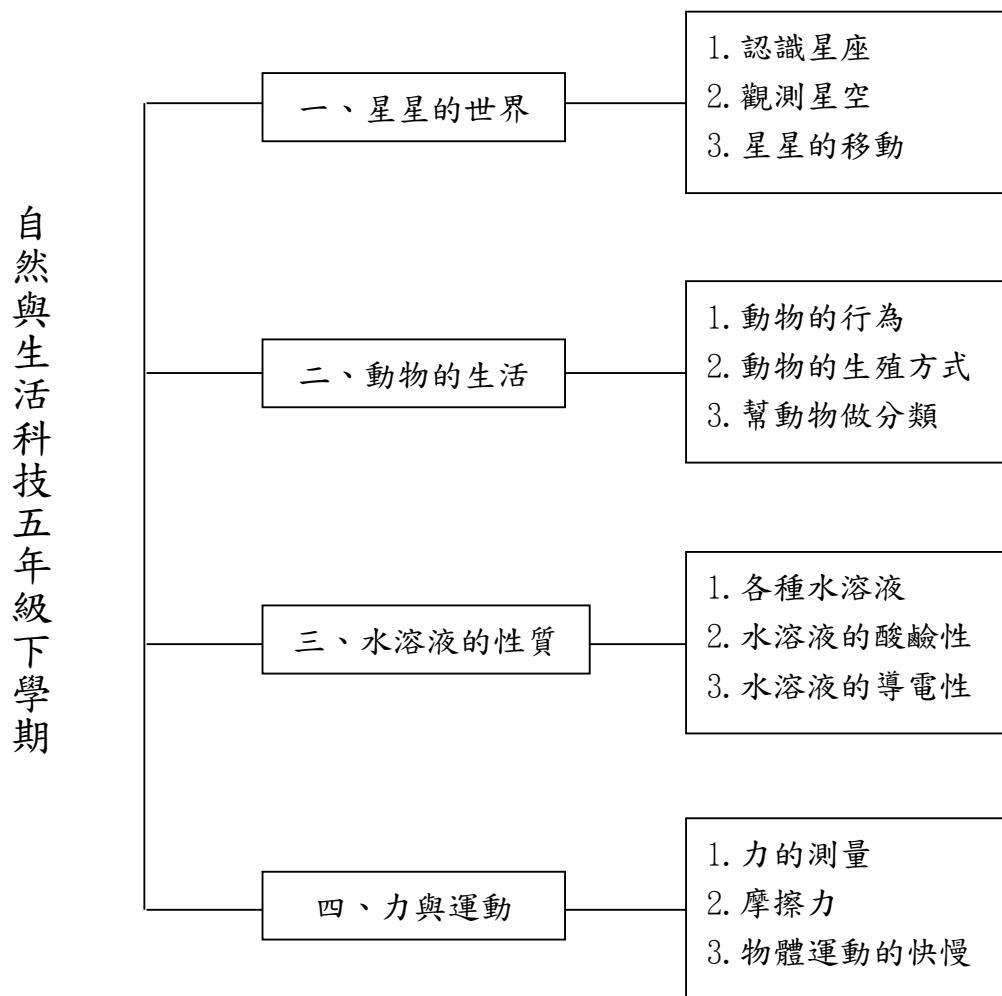 自然與生活科技五年級下學期
一、星星的世界
1.認識星座
2.觀測星空
3.星星的移動
二、動物的生活
1.動物的行為
2.動物的生殖方式
3.幫動物做分類
三、水溶液的性質
1.各種水溶液
2.水溶液的酸鹼性
3.水溶液的導電性
四、力與運動
1.力的測量
2.摩擦力
3.物體運動的快慢